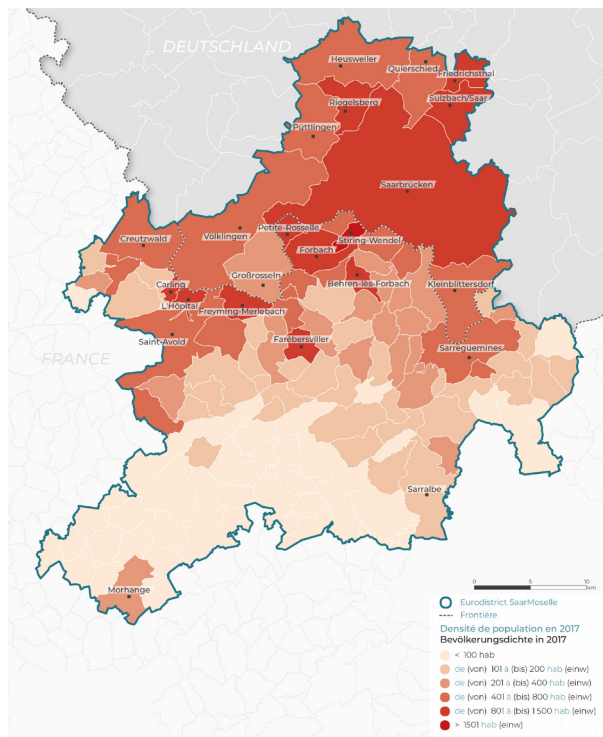 DEUTSCHLAND
Heusweiler
Quierschied
Friedrichsthal
Riegelsberg
Sulzbach/Saar
Püttlingen
Saarbrücken
Petite-Rosselle
Völklingen
Stiring-Wendel
Creutzwald
Forbach
Großrosseln
Behren-lès-Forbach
Carling
Kleinblittersdorf
L'Hôpital
Freyming-Merlebach
Saint-Avold
Farébersviller
FRANCE
Sarreguemines
Sarralbe
Morhange
0 5 10
km
Eurodistrict SaarMoselle
Frontière
Densité de population en 2017
Bevölkerungsdichte in 2017
< 100 hab
de (von) 101 à (bis) 200 hab (einw)
de (von) 201 à (bis) 400 hab (einw)
de (von) 401 à (bis) 800 hab (einw)
de (von) 801 à (bis) 1 500 hab (einw)
> 1501 hab (einw)